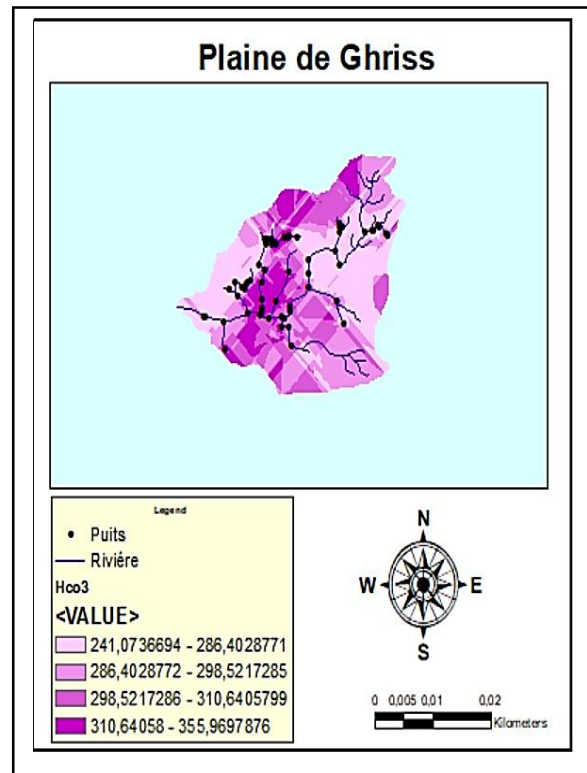 Plaine de Ghriss
Legend
Puits
Riviére
Hco3
<VALUE>
241,0736694 - 286,4028771
286,4028772 - 298,5217285
298,5217286 - 310,6405799
310,64058 - 355,9697876
N
W E
S
0 0,005 0,01 0,02
Kilometers